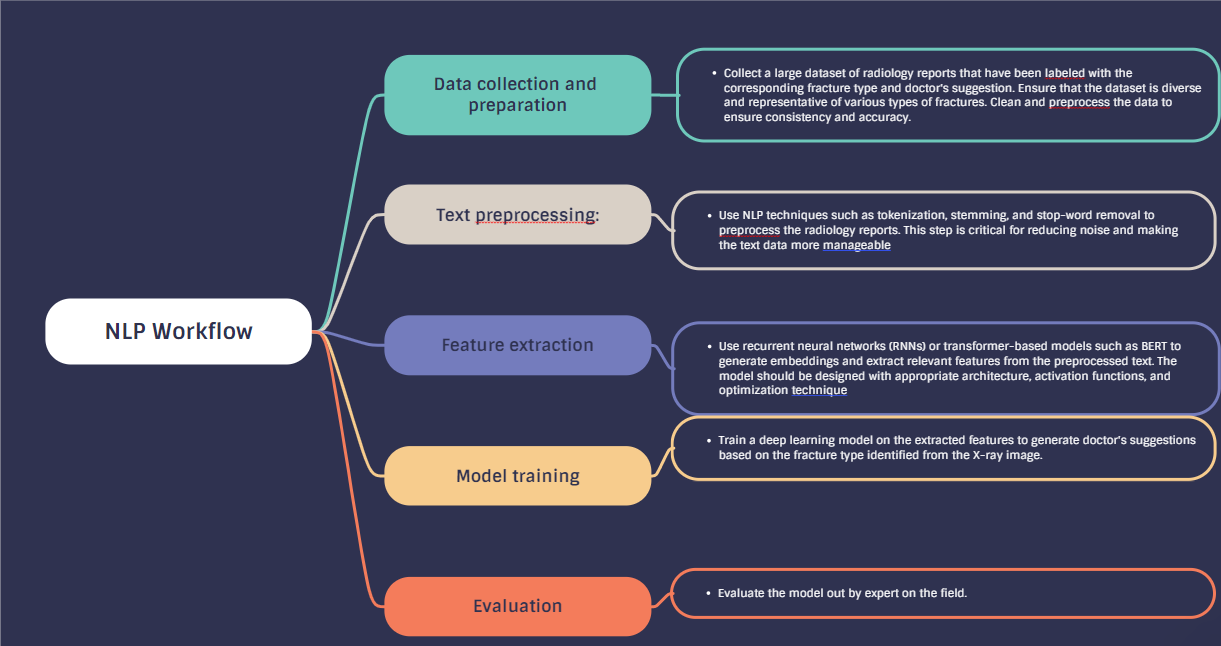 NLP Workflow
Data collection and
preparation
• Collect a large dataset of radiology reports that have been labeled with the
corresponding fracture type and doctor's suggestion. Ensure that the dataset is diverse
and representative of various types of fractures. Clean and preprocess the data to
ensure consistency and accuracy.
Text preprocessing:
• Use NLP techniques such as tokenization, stemming, and stop-word removal to
preprocess the radiology reports. This step is critical for reducing noise and making
the text data more manageable
Feature extraction
• Use recurrent neural networks (RNNs) or transformer-based models such as BERT to
generate embeddings and extract relevant features from the preprocessed text. The
model should be designed with appropriate architecture, activation functions, and
optimization technique
Model training
• Train a deep learning model on the extracted features to generate doctor's suggestions
based on the fracture type identified from the X-ray image.
Evaluation
• Evaluate the model out by expert on the field.